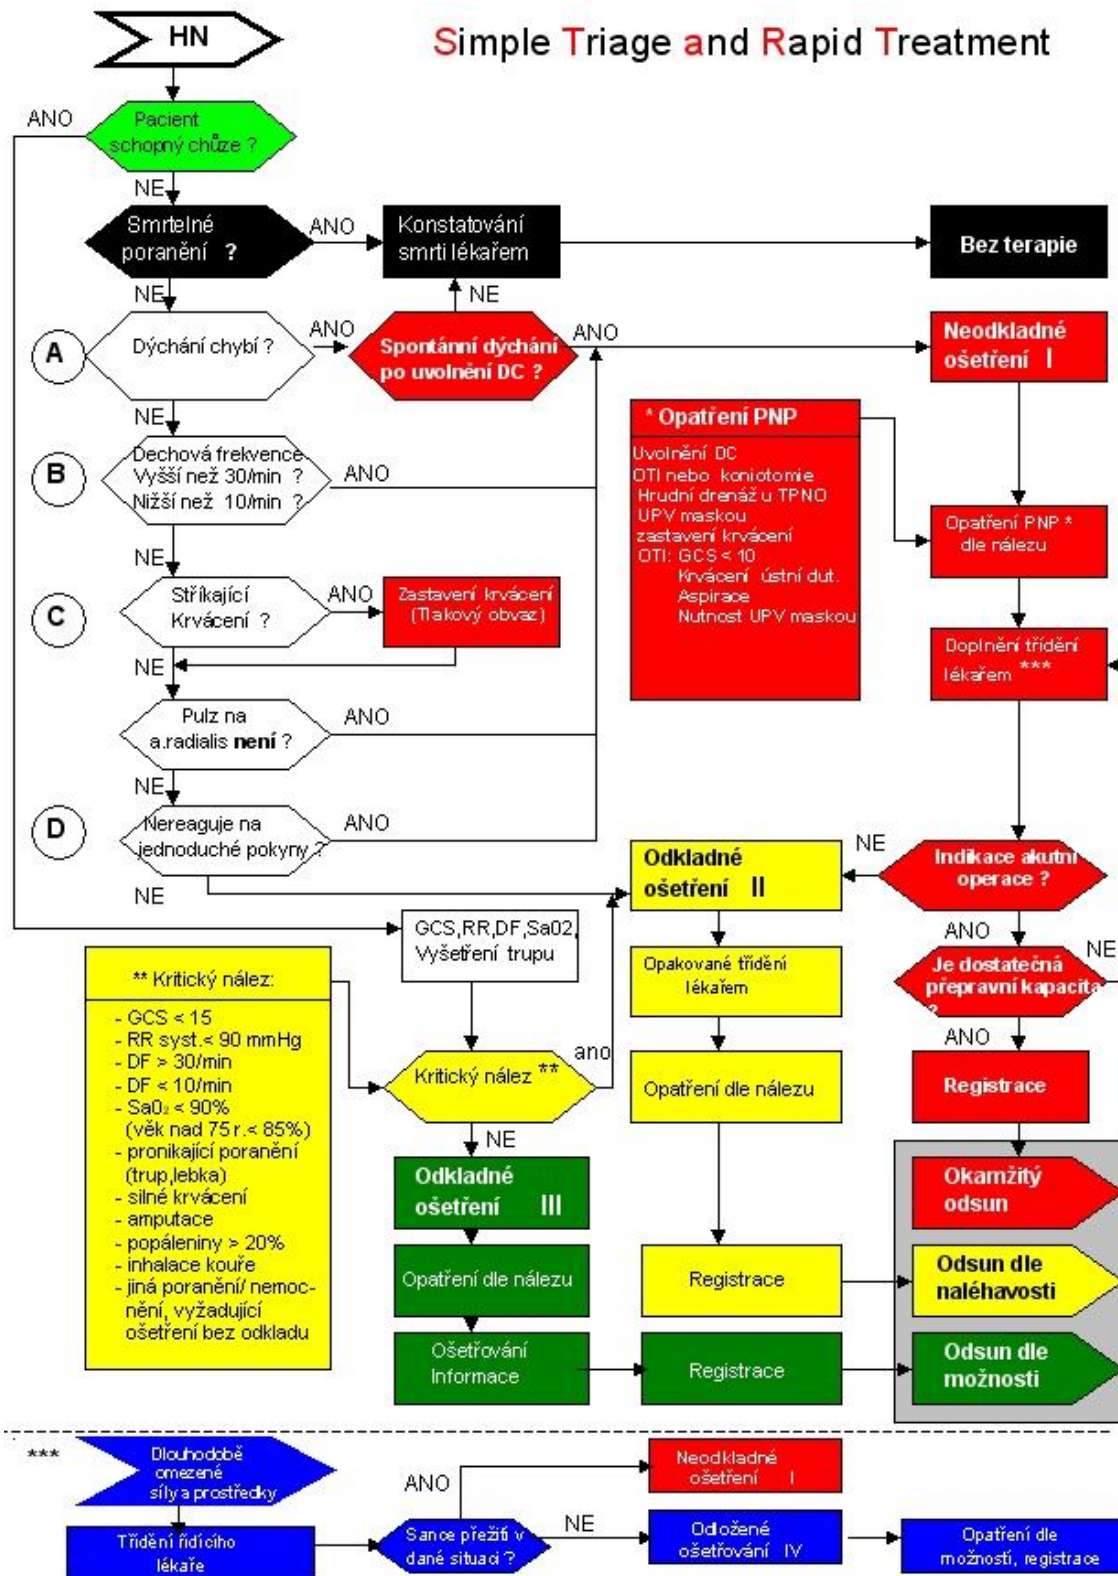 HN
Simple Triage and Rapid Treatment
ANO
Pacient
schopný chůze ?
NE
Smrtelné
poranění ?
ANO
Konstatování
smrti lékařem
Bez terapie
NE
NE
A
Dýchání chybí ?
ANO
Spontánní dýchání
po uvolnění DC ?
ANO
Neodkladné
ošetření I
NE
B
Dechová frekvence
Vyšší než 30/min ?
Nižší než 10/min ?
ANO
* Opatření PNP
Uvolnění DC
OTI nebo koniotomie
Hrudní drenáž u TPNO
UPV maskou
zastavení krvácení
OTI: GCS < 10
Krvácení ústní dut.
Aspirace
Nutnost UPV maskou
Opatření PNP *
dle nálezu
NE
C
Stříkající
Krvácení ?
ANO
Zastavení krvácení
(Tlakový obvaz)
Doplnění třídění
lékařem ***
NE
Pulz na
a.radialis není ?
ANO
NE
D
Nereaguje na
jednoduché pokyny ?
ANO
NE
Odkladné
ošetření II
NE
Indikace akutní
operace ?
GCS,RR,DF,Sa02,
Vyšetření trupu
ANO
NE
Opakované třídění
lékařem
Je dostatečná
přepravní kapacita
?
** Kritický nález:
- GCS < 15
- RR syst.< 90 mmHg
- DF > 30/min
- DF < 10/min
- Sa0₂ < 90%
(věk nad 75 r.< 85%)
- pronikající poranění
(trup,lebka)
- silné krvácení
- amputace
- popáleniny > 20%
- inhalace kouře
- jiná poranění/ nemoc-
nění, vyžadující
ošetření bez odkladu
Kritický nález **
ano
Opatření dle nálezu
ANO
Registrace
NE
Odkladné
ošetření III
Okamžitý
odsun
Opatření dle nálezu
Registrace
Odsun dle
naléhavosti
Ošetřování
Informace
Registrace
Odsun dle
možnosti
***
Dlouhodobě
omezené
síly a prostředky
ANO
Neodkladné
ošetření I
Třídění řídícího
lékaře
Sance přežití v
dané situaci ?
NE
Odložené
ošetřování IV
Opatření dle
možností, registrace